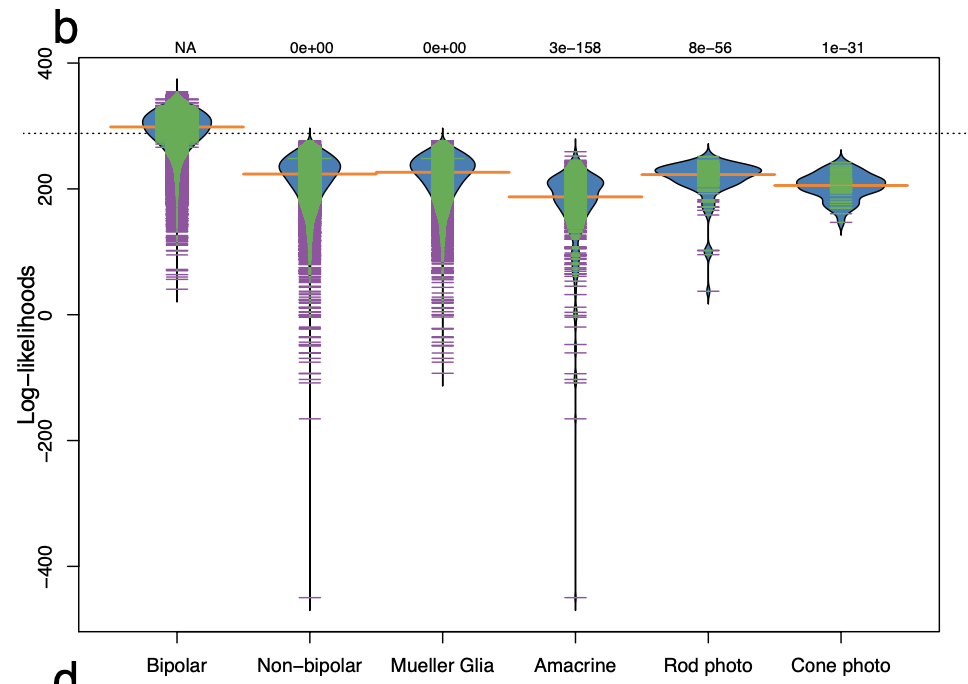 b
NA 0e+00 0e+00 3e−158 8e−56 1e−31
400
200
0
−200
−400
Log−likelihoods
Bipolar Non−bipolar Mueller Glia Amacrine Rod photo Cone photo
d